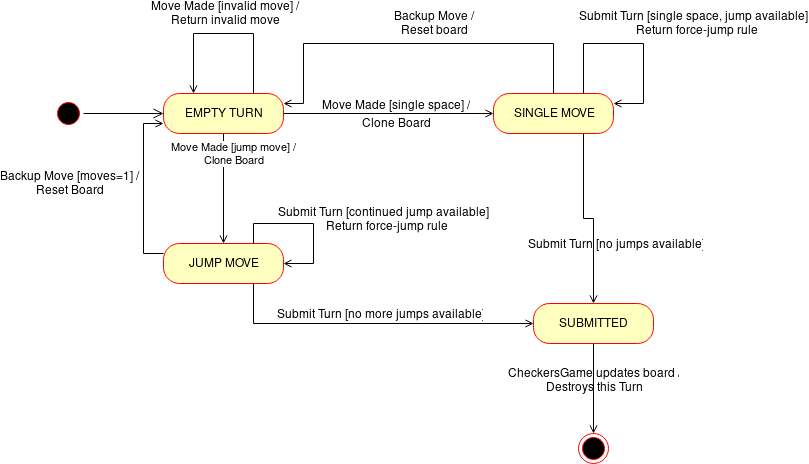 Move Made [invalid move] /
Return invalid move
Backup Move /
Reset board
Submit Turn [single space, jump available]
Return force-jump rule
EMPTY TURN
Move Made [single space] /
Clone Board
SINGLE MOVE
Move Made [jump move] /
Clone Board
Backup Move [moves=1] /
Reset Board
Submit Turn [continued jump available]
Return force-jump rule
Submit Turn [no jumps available]
JUMP MOVE
Submit Turn [no more jumps available]
SUBMITTED
CheckersGame updates board /
Destroys this Turn